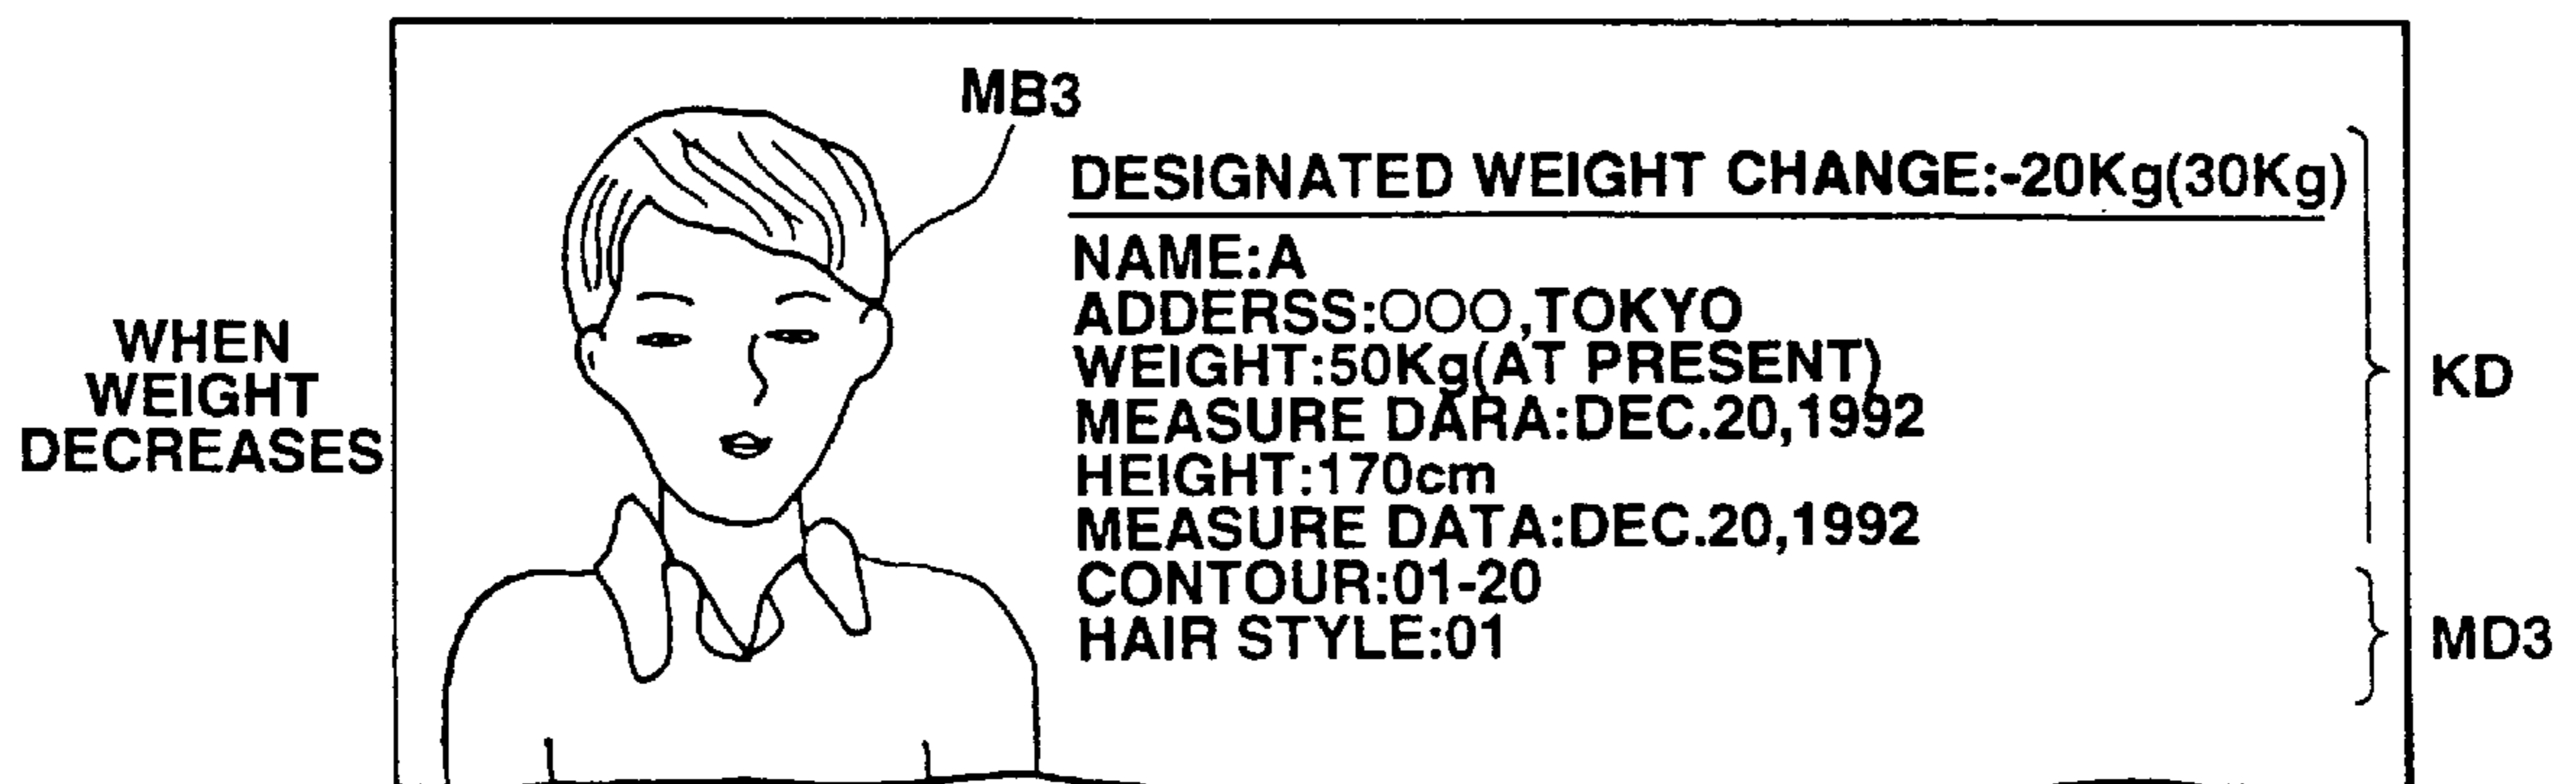 MB3
DESIGNATED WEIGHT CHANGE:-20Kg(30Kg)
NAME:A
ADDERSS:○○○,TOKYO
WEIGHT:50Kg(AT PRESENT)
MEASURE DARA:DEC.20,1992
HEIGHT:170cm
MEASURE DATA:DEC.20,1992
CONTOUR:01-20
HAIR STYLE:01
WHEN
WEIGHT
DECREASES
KD
MD3